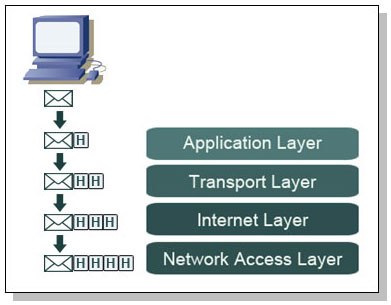 H
Application Layer
H H
Transport Layer
H H H
Internet Layer
H H H H
Network Access Layer